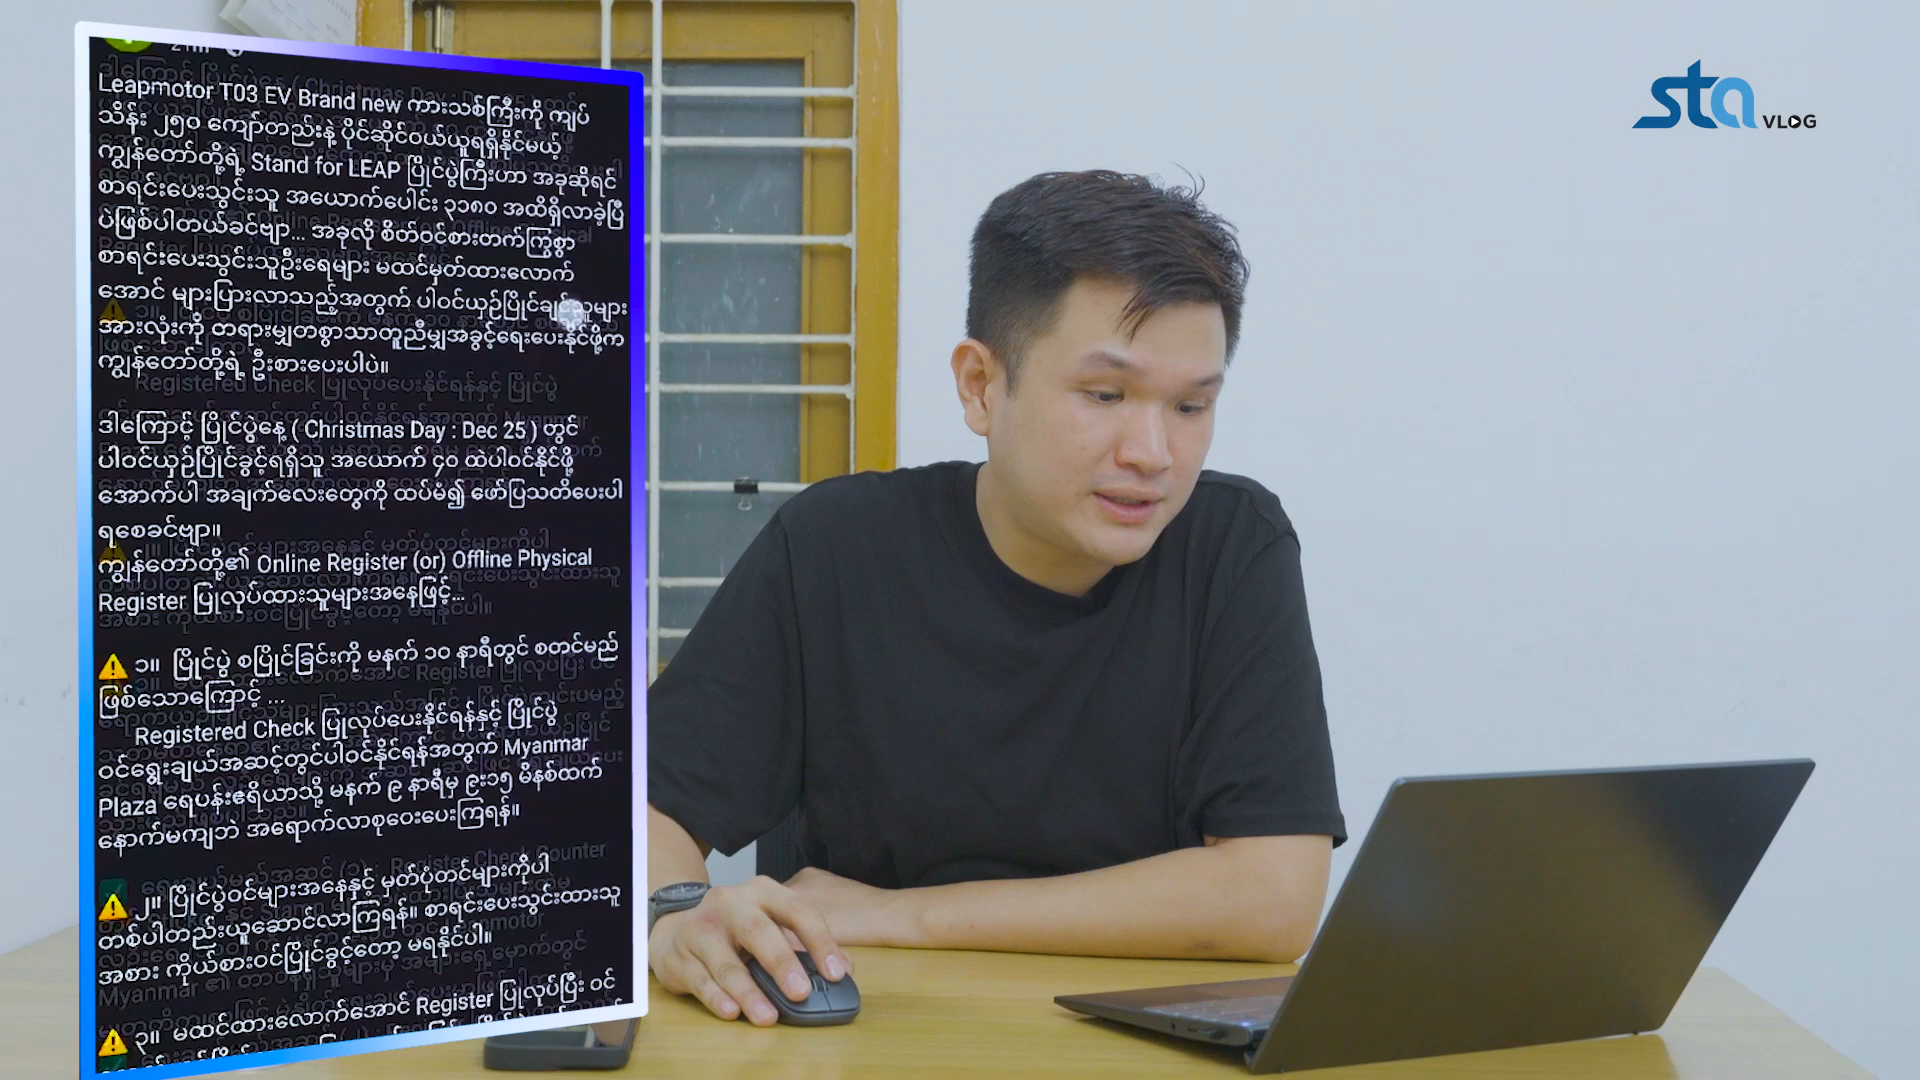 Leapmotor T03 EV Brand new ကားသစ်ကြီးကို ကျပ်
သိန်း ၂၅၀ ကျော်တည်းနဲ့ ပိုင်ဆိုင်ဝယ်ယူရရှိနိုင်မယ့်
ကျွန်တော်တို့ရဲ့ Stand for LEAP ပြိုင်ပွဲကြီးဟာ အခုဆိုရင်
စာရင်းပေးသွင်းသူ အယောက်ပေါင်း ၃၁၈၀ အထိရှိလာခဲ့ပြီ
ပဲဖြစ်ပါတယ်ခင်ဗျာ... အခုလို စိတ်ဝင်စားတက်ကြွစွာ
စာရင်းပေးသွင်းသူဦးရေများ မထင်မှတ်ထားလောက်
အောင် များပြားလာသည့်အတွက် ပါဝင်ယှဉ်ပြိုင်ချင်သူများ
အားလုံးကို တရားမျှတစွာသာတူညီမျှအခွင့်ရေးပေးနိုင်ဖို့က
ကျွန်တော်တို့ရဲ့ ဦးစားပေးပါပဲ။
ဒါကြောင့် ပြိုင်ပွဲနေ့ ( Christmas Day : Dec 25 ) တွင်
ပါဝင်ယှဉ်ပြိုင်ခွင့်ရရှိသူ အယောက် ၄၀ ထဲပါဝင်နိုင်ဖို့
အောက်ပါ အချက်လေးတွေကို ထပ်မံ၍ ဖော်ပြသတိပေးပါ
ရစေခင်ဗျာ။
ကျွန်တော်တို့၏ Online Register (or) Offline Physical
Register ပြုလုပ်ထားသူများအနေဖြင့်...
⚠️ ၁။ ပြိုင်ပွဲ စပြိုင်ခြင်းကို မနက် ၁၀ နာရီတွင် စတင်မည်
ဖြစ်သောကြောင့် ...
Registered Check ပြုလုပ်ပေးနိုင်ရန်နှင့် ပြိုင်ပွဲ
ဝင်ရွေးချယ်အဆင့်တွင်ပါဝင်နိုင်ရန်အတွက် Myanmar
Plaza ရေပန်းဧရိယာသို့ မနက် ၉ နာရီမှ ၉:၁၅ မိနစ်ထက်
နောက်မကျဘဲ အရောက်လာစုဝေးပေးကြရန်။
⚠️ ၂။ ပြိုင်ပွဲဝင်များအနေနှင့် မှတ်ပုံတင်များကိုပါ
တစ်ပါတည်းယူဆောင်လာကြရန်။ စာရင်းပေးသွင်းထားသူ
အစား ကိုယ်စားဝင်ပြိုင်ခွင့်တော့ မရနိုင်ပါ။
⚠️ ၃။ မထင်ထားလောက်အောင် Register ပြုလုပ်ပြီး ဝင်
sta VLOG